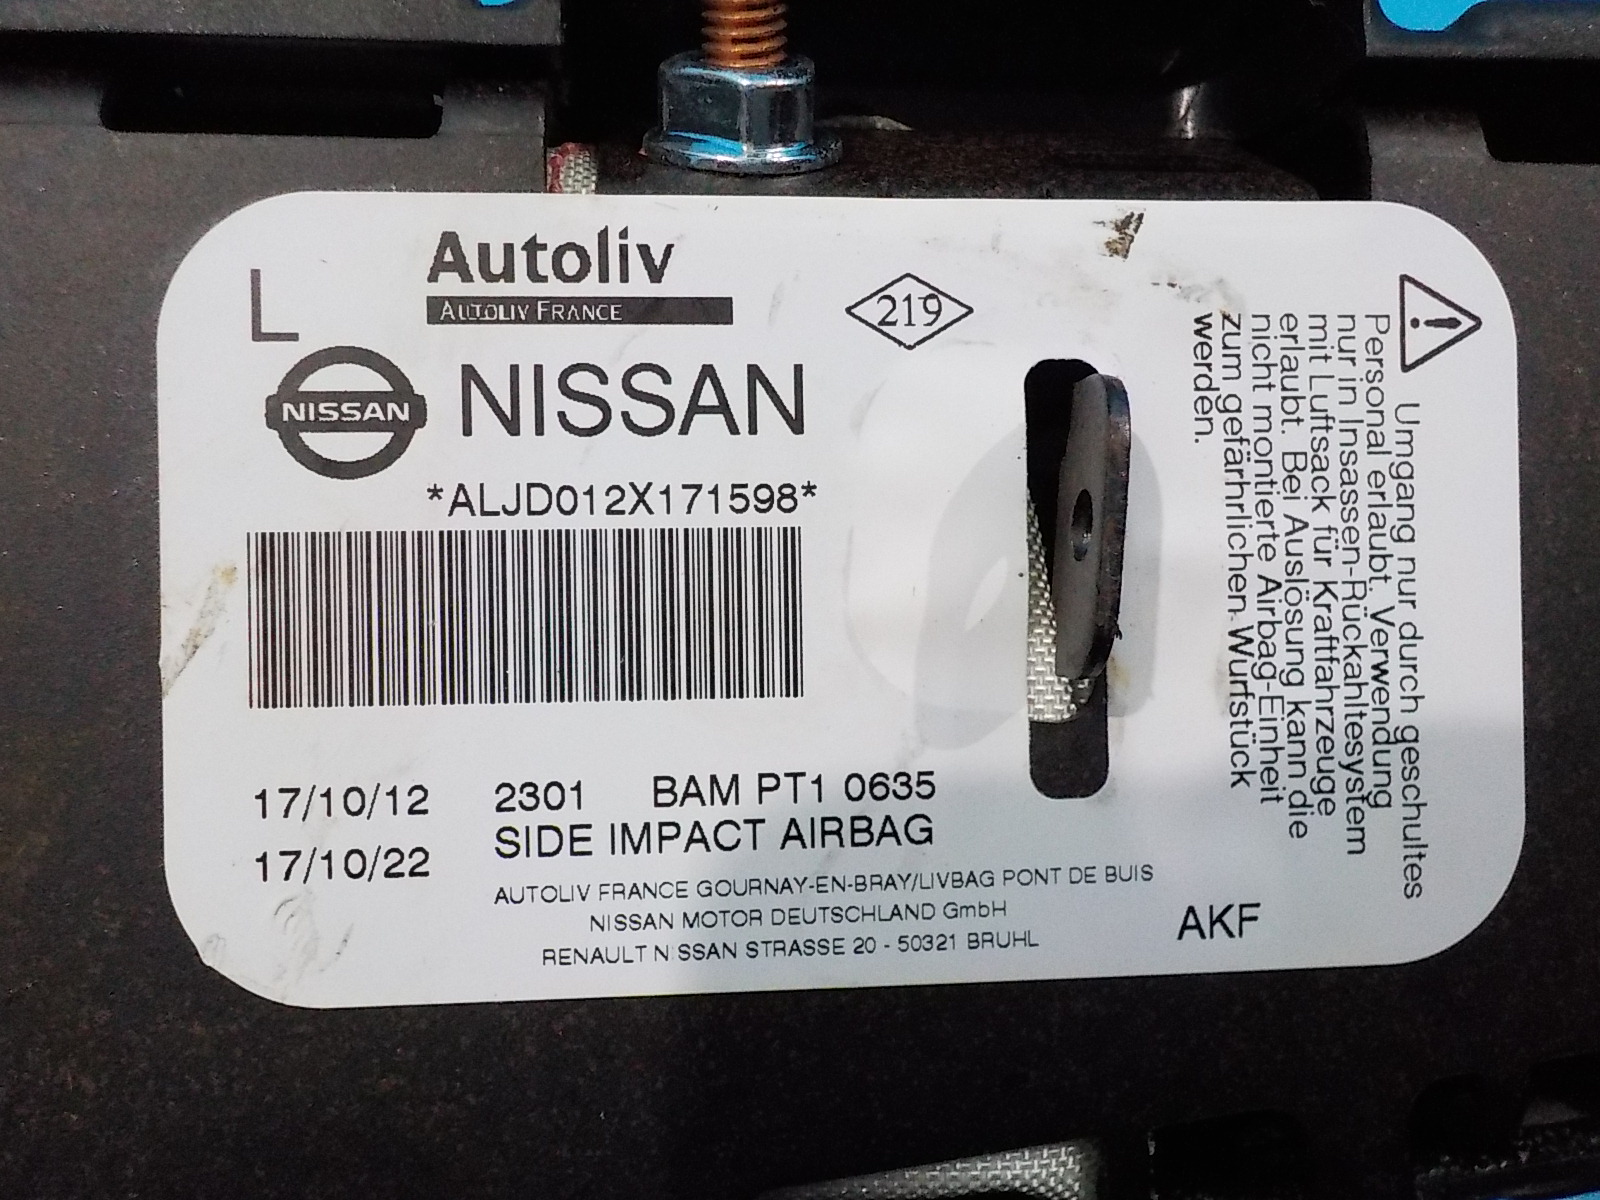 L
Autoliv
AUTOLIV FRANCE
219
NISSAN
NISSAN
*ALJD012X171598*
17/10/12 2301 BAM PT1 0635
17/10/22 SIDE IMPACT AIRBAG
AUTOLIV FRANCE GOURNAY-EN-BRAY/LIVBAG PONT DE BUIS
NISSAN MOTOR DEUTSCHLAND GmbH
RENAULT NISSAN STRASSE 20 - 50321 BRUHL
AKF
Umgang nur durch geschultes
Personal erlaubt. Verwendung
nur in Insassen-Rückahltesystem
mit Luftsack für Kraftfahrzeuge
erlaubt. Bei Auslösung kann die
nicht montierte Airbag-Einheit
zum gefährlichen Wurfstück
werden.